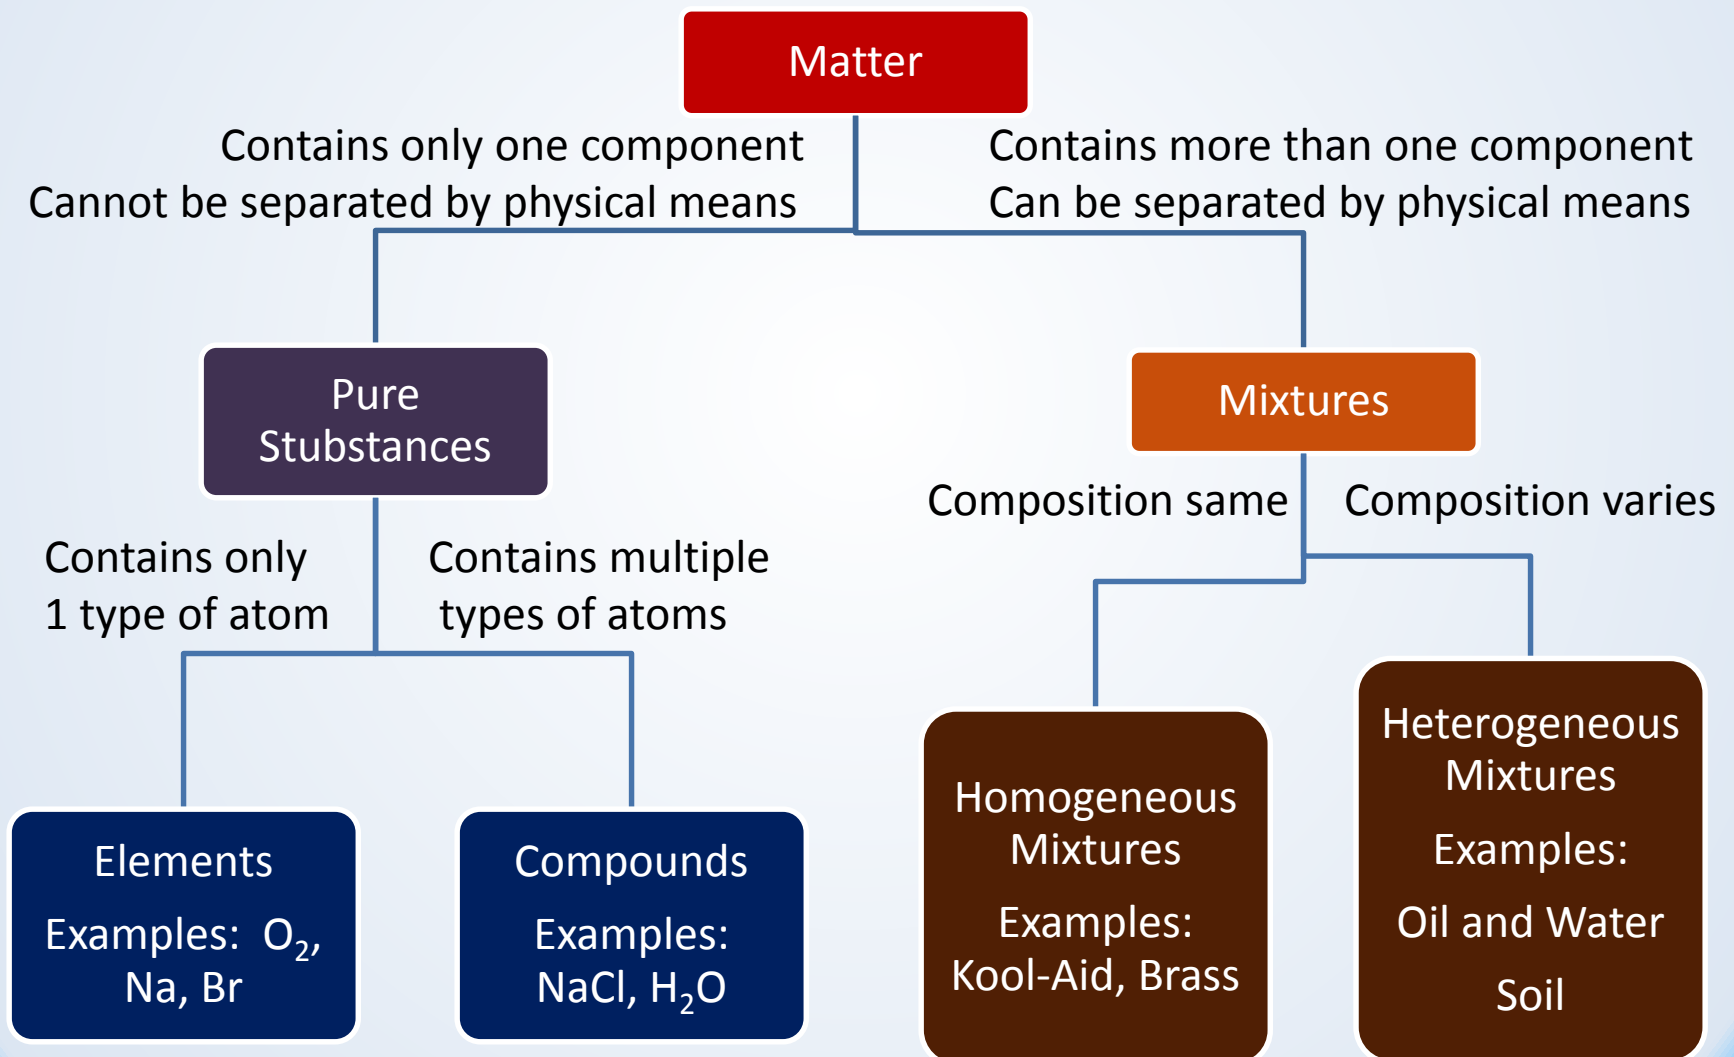 Matter
Contains only one component
Cannot be separated by physical means
Contains more than one component
Can be separated by physical means
Pure
Stubstances
Mixtures
Contains only
1 type of atom
Contains multiple
types of atoms
Composition same
Composition varies
Elements
Examples: O₂,
Na, Br
Compounds
Examples:
NaCl, H₂O
Homogeneous
Mixtures
Examples:
Kool-Aid, Brass
Heterogeneous
Mixtures
Examples:
Oil and Water
Soil